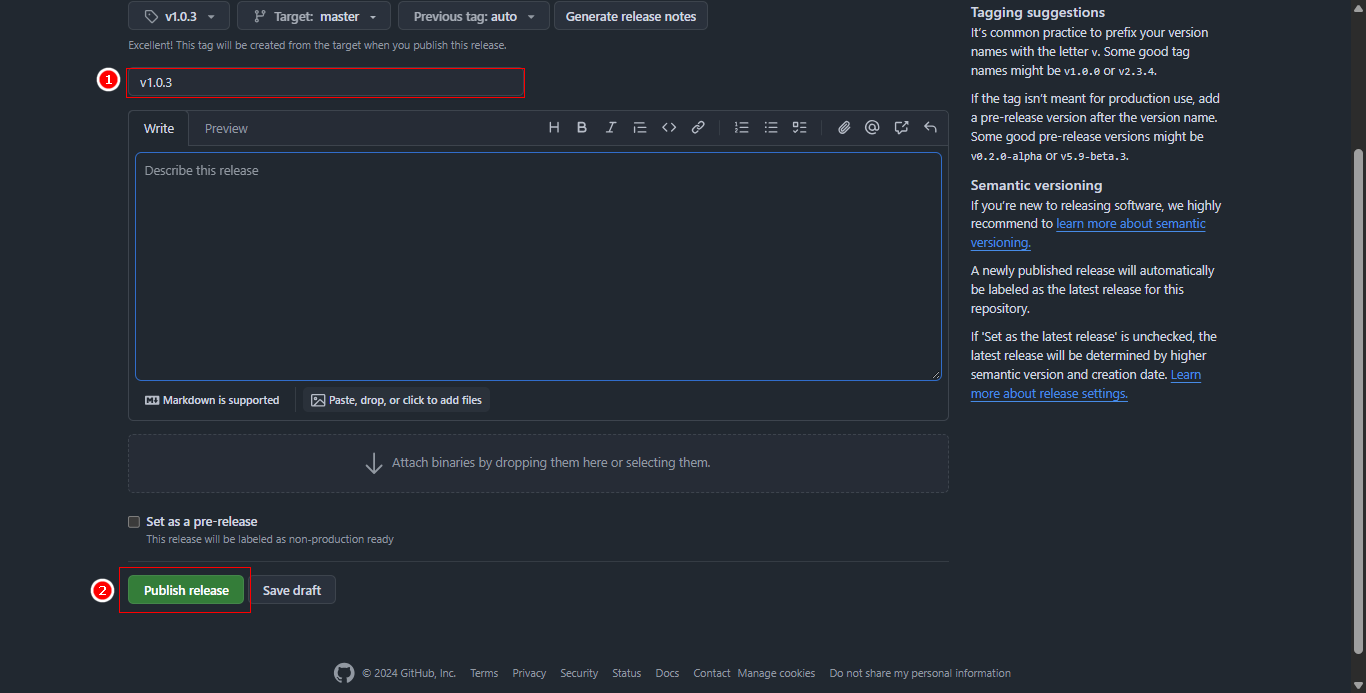 v1.0.3 Target: master Previous tag: auto Generate release notes
Excellent! This tag will be created from the target when you publish this release.
1
v1.0.3
Write Preview
Describe this release
Markdown is supported Paste, drop, or click to add files
Attach binaries by dropping them here or selecting them.
Set as a pre-release
This release will be labeled as non-production ready
2
Publish release Save draft
Tagging suggestions
It's common practice to prefix your version
names with the letter v. Some good tag
names might be v1.0.0 or v2.3.4.
If the tag isn't meant for production use, add
a pre-release version after the version name.
Some good pre-release versions might be
v0.2.0-alpha or v5.9-beta.3.
Semantic versioning
If you're new to releasing software, we highly
recommend to learn more about semantic
versioning.
A newly published release will automatically
be labeled as the latest release for this
repository.
If 'Set as the latest release' is unchecked, the
latest release will be determined by higher
semantic version and creation date. Learn
more about release settings.
© 2024 GitHub, Inc. Terms Privacy Security Status Docs Contact Manage cookies Do not share my personal information